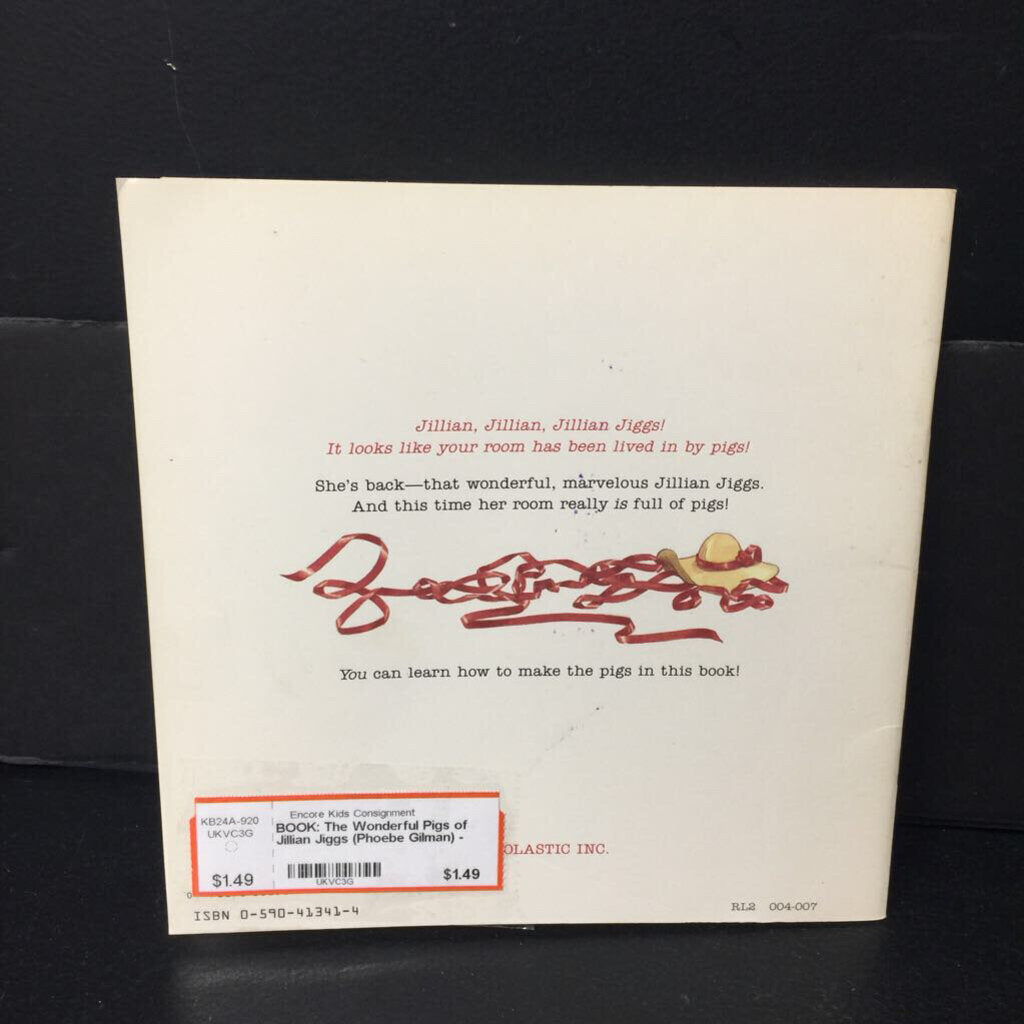 Jillian, Jillian, Jillian Jiggs!
It looks like your room has been lived in by pigs!
She's back—that wonderful, marvelous Jillian Jiggs.
And this time her room really is full of pigs!
You can learn how to make the pigs in this book!
KB24A-920
UKVC3G
$1.49
Encore Kids Consignment
BOOK: The Wonderful Pigs of
Jillian Jiggs (Phoebe Gilman) -
UKVC3G
$1.49
OLASTIC INC.
ISBN 0-590-41341-4
RL2 004-007